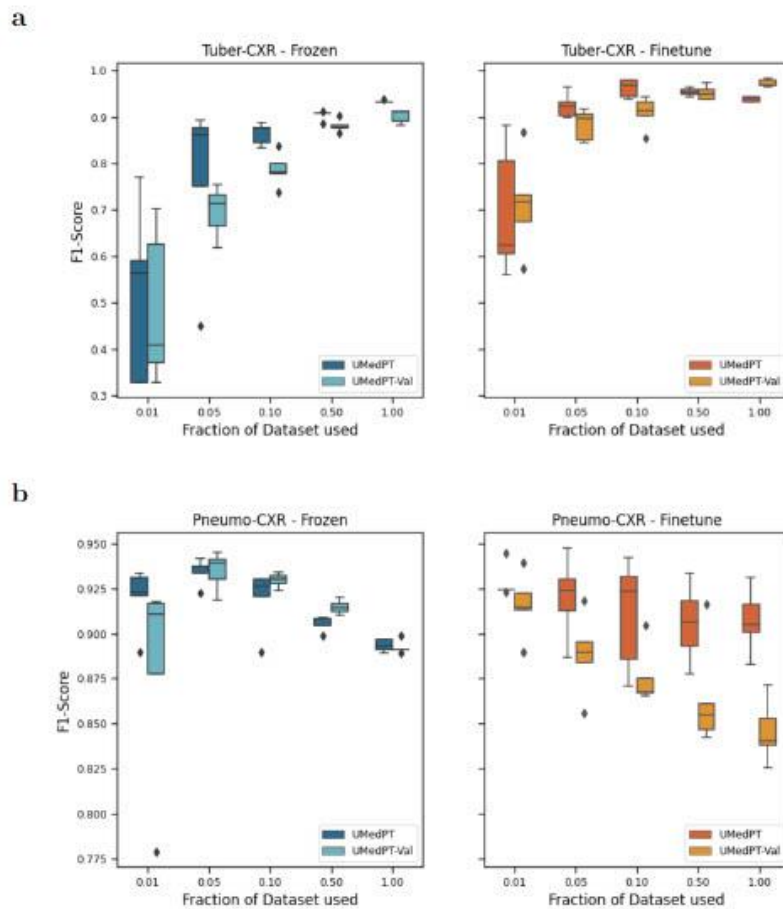 a
Tuber-CXR - Frozen
Tuber-CXR - Finetune
1.0
0.9
0.8
0.7
0.6
0.5
0.4
0.3
F1-Score
UMedPT
UMedPT-Val
UMedPT
UMedPT-Val
0.01 0.05 0.10 0.50 1.00
0.01 0.05 0.10 0.50 1.00
Fraction of Dataset used
Fraction of Dataset used
b
Pneumo-CXR - Frozen
Pneumo-CXR - Finetune
0.950
0.925
0.900
0.875
0.850
0.825
0.800
0.775
F1-Score
UMedPT
UMedPT-Val
UMedPT
UMedPT-Val
0.01 0.05 0.10 0.50 1.00
0.01 0.05 0.10 0.50 1.00
Fraction of Dataset used
Fraction of Dataset used